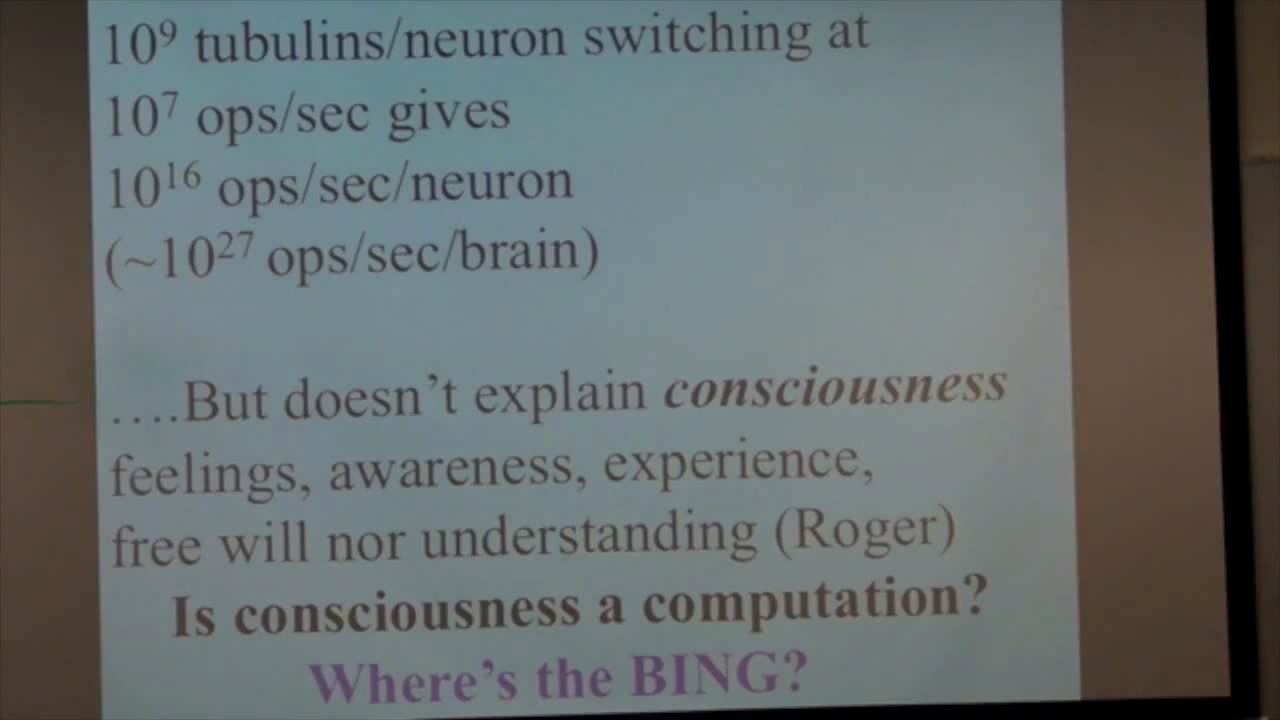 10⁹ tubulins/neuron switching at
10⁷ ops/sec gives
10¹⁶ ops/sec/neuron
(~10²⁷ ops/sec/brain)
….But doesn’t explain consciousness
feelings, awareness, experience,
free will nor understanding (Roger)
Is consciousness a computation?
Where’s the BING?